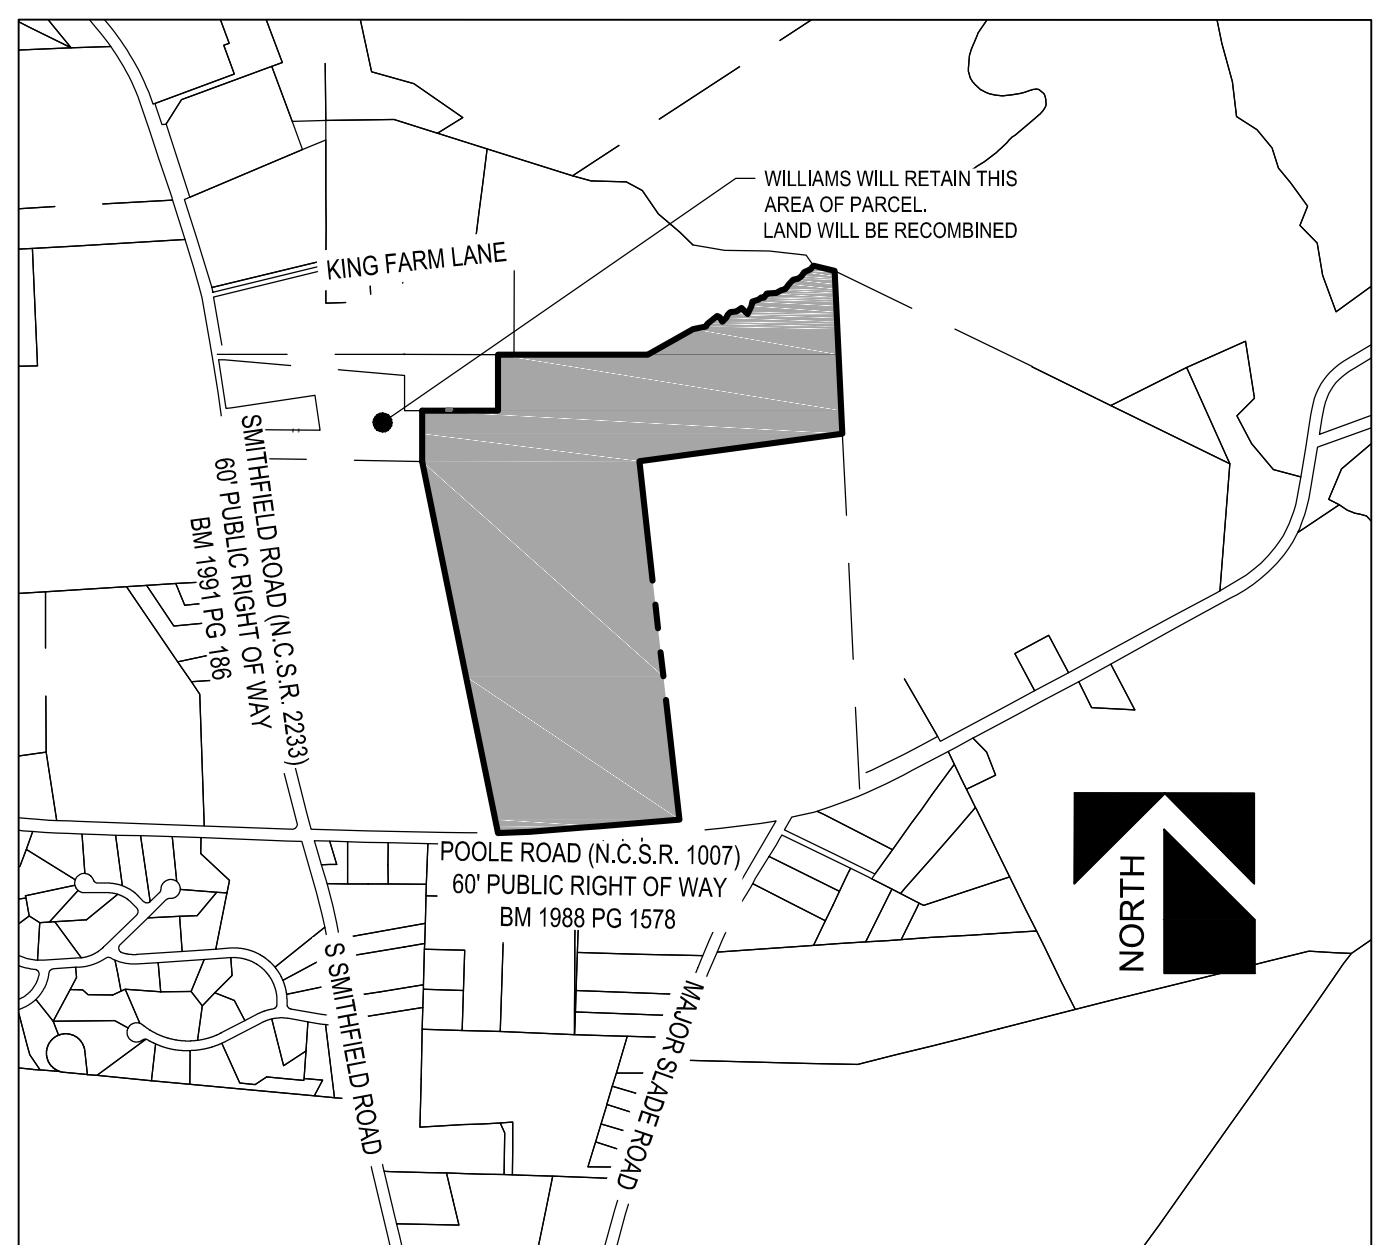 WILLIAMS WILL RETAIN THIS
AREA OF PARCEL.
LAND WILL BE RECOMBINED
KING FARM LANE
SMITHFIELD ROAD (N.C.S.R. 2233)
60' PUBLIC RIGHT OF WAY
BM 1991 PG 186
POOLE ROAD (N.C.S.R. 1007)
60' PUBLIC RIGHT OF WAY
BM 1988 PG 1578
NORTH
S SMITHFIELD ROAD
MAJOR SLADE ROAD